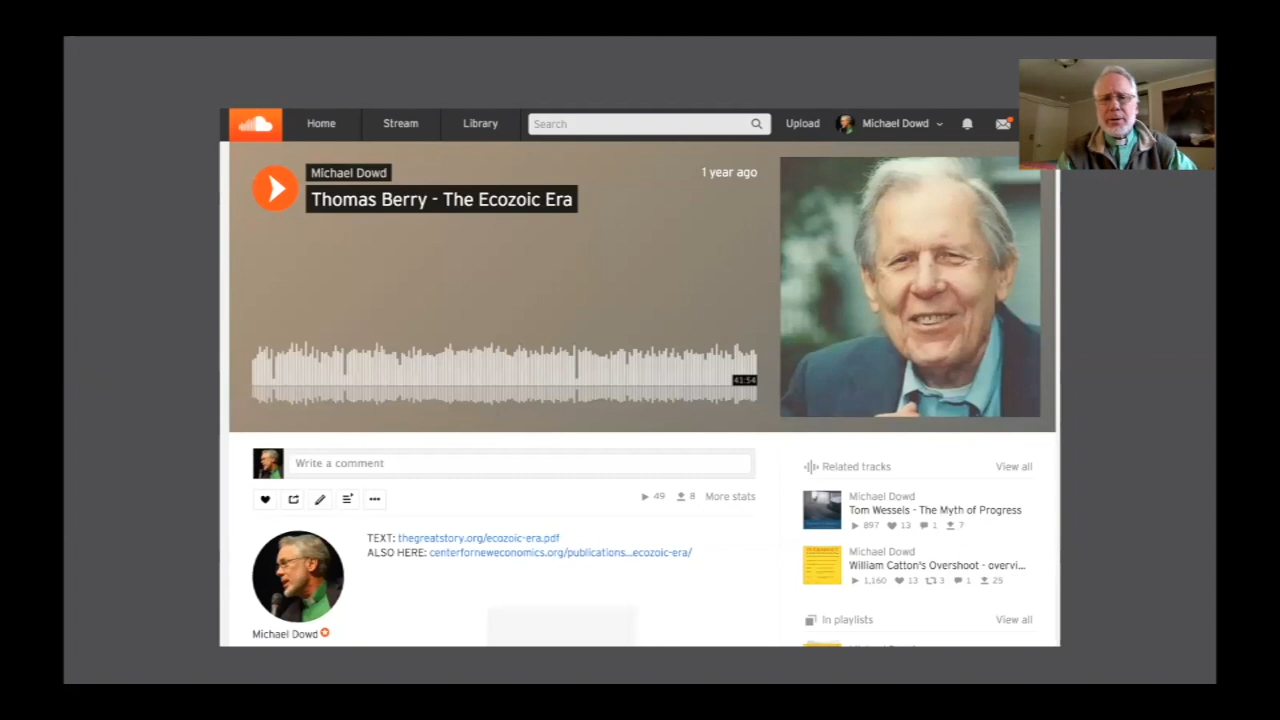 Home Stream Library Search Upload Michael Dowd
Michael Dowd
1 year ago
Thomas Berry - The Ecozoic Era
41:54
Write a comment
49 8 More stats
TEXT: thegreatstory.org/ecozoic-era.pdf
ALSO HERE: centerforneweconomics.org/publications...ecozoic-era/
Michael Dowd
Related tracks View all
Michael Dowd
Tom Wessels - The Myth of Progress
897 13 1 7
Michael Dowd
William Catton's Overshoot - overvi...
1,160 13 3 1 25
In playlists View all